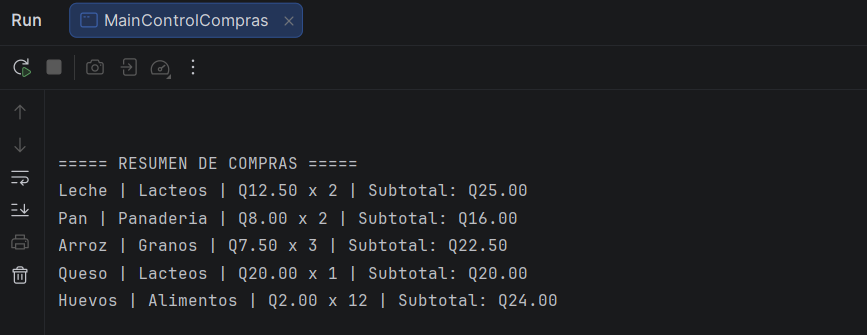 Run MainControlCompras
===== RESUMEN DE COMPRAS =====
Leche | Lacteos | Q12.50 x 2 | Subtotal: Q25.00
Pan | Panaderia | Q8.00 x 2 | Subtotal: Q16.00
Arroz | Granos | Q7.50 x 3 | Subtotal: Q22.50
Queso | Lacteos | Q20.00 x 1 | Subtotal: Q20.00
Huevos | Alimentos | Q2.00 x 12 | Subtotal: Q24.00